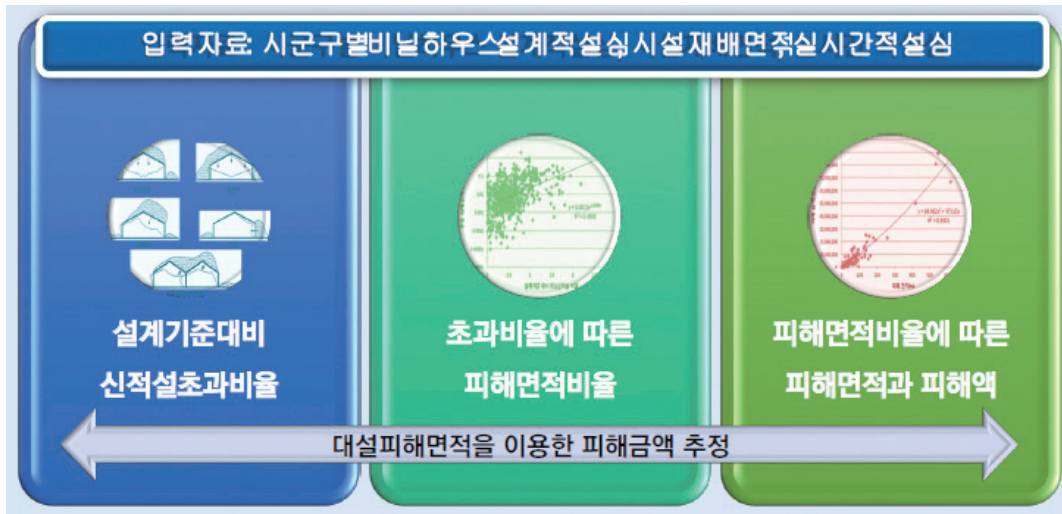 입력자료: 시군구별비닐하우스설계적설심,시설재배면적,실시간적설심
설계기준대비
신적설초과비율
초과비율에 따른
피해면적비율
피해면적비율에 따른
피해면적과 피해액
대설피해면적을 이용한 피해금액 추정